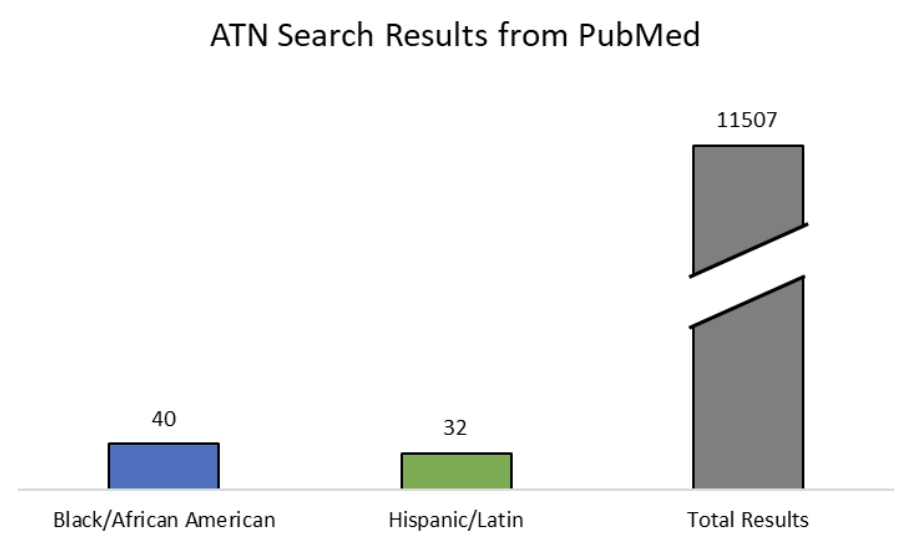 ATN Search Results from PubMed
11507
40
32
Black/African American
Hispanic/Latin
Total Results